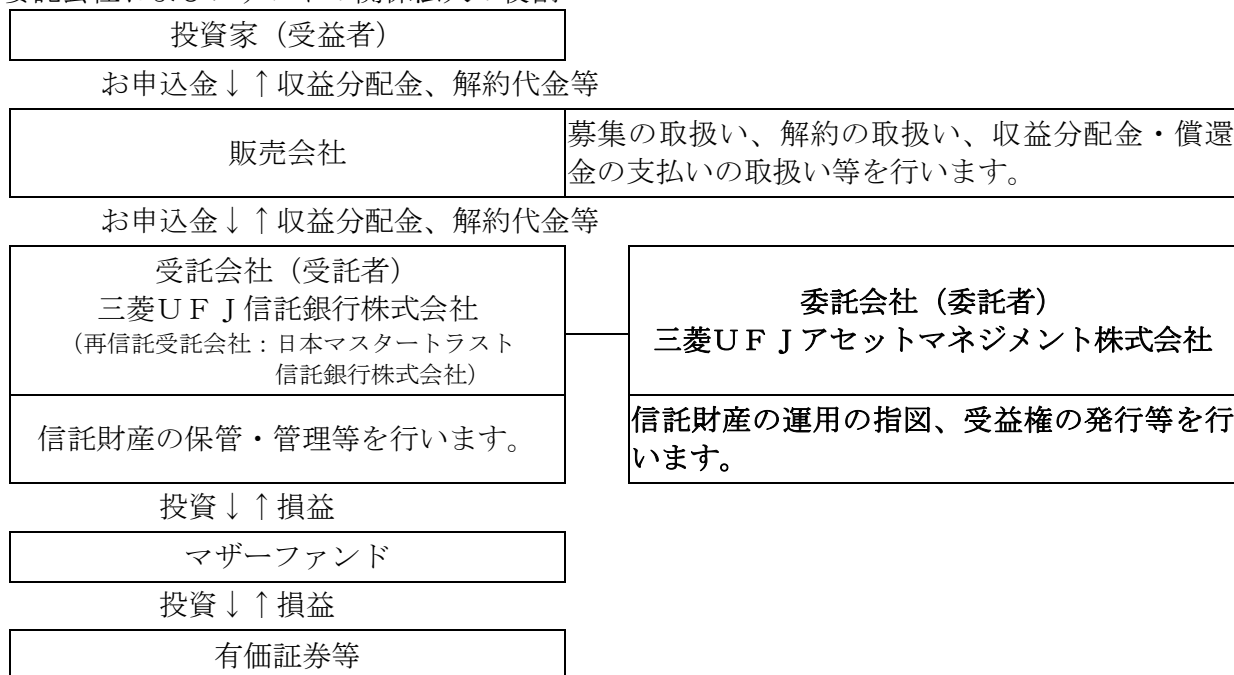 投資家（受益者）
お申込金↓↑収益分配金、解約代金等
販売会社
募集の取扱い、解約の取扱い、収益分配金・償還
金の支払いの取扱い等を行います。
お申込金↓↑収益分配金、解約代金等
受託会社（受託者）
三菱ＵＦＪ信託銀行株式会社
（再信託受託会社：日本マスタートラスト
信託銀行株式会社）
委託会社（委託者）
三菱ＵＦＪアセットマネジメント株式会社
信託財産の保管・管理等を行います。
信託財産の運用の指図、受益権の発行等を行
います。
投資↓↑損益
マザーファンド
投資↓↑損益
有価証券等